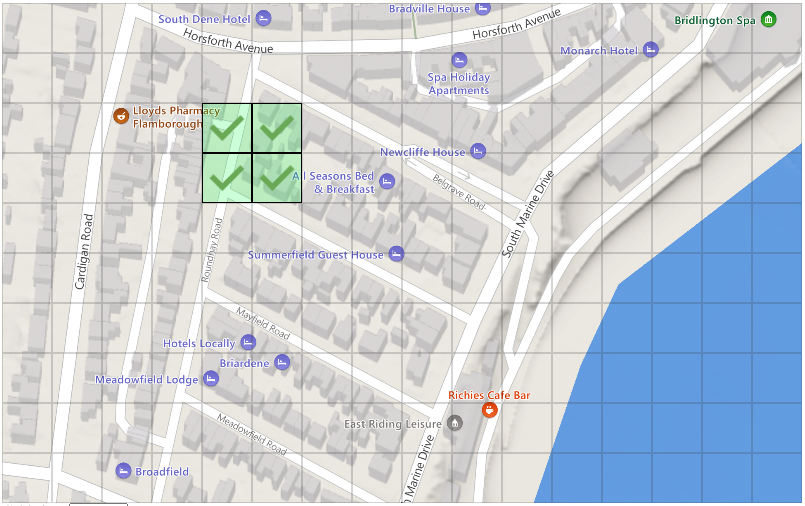 South Dene Hotel
Bradville House
Horsforth Avenue
Horsforth Avenue
Bridlington Spa
Monarch Hotel
Spa Holiday
Apartments
Lloyds Pharmacy
Flamborough
Newcliffe House
All Seasons Bed
& Breakfast
Belgrave Road
South Marine Drive
Cardigan Road
Roundhay Road
Summerfield Guest House
Mayfield Road
Hotels Locally
Briardene
Meadowfield Lodge
Richies Cafe Bar
East Riding Leisure
Meadowfield Road
h Marine Drive
Broadfield